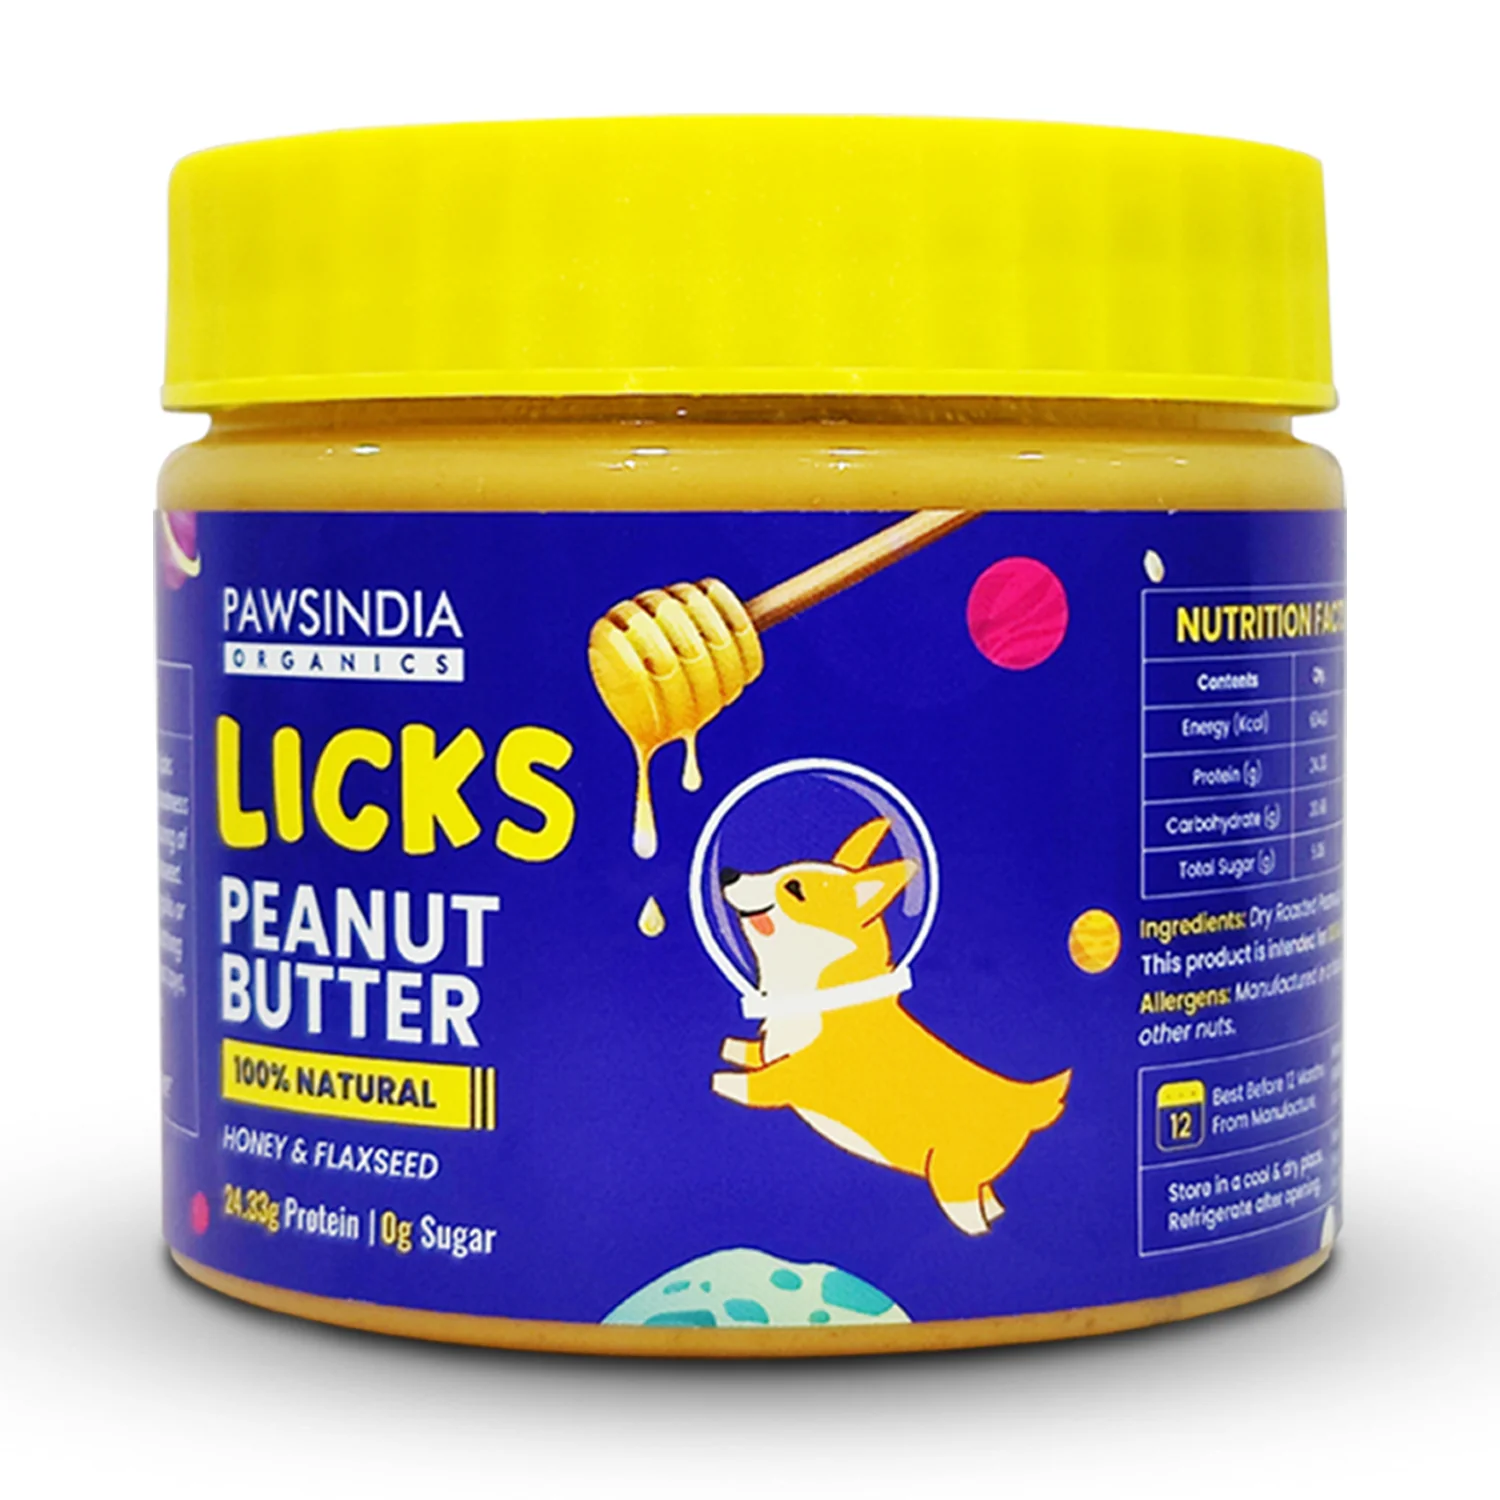 PAWSINDIA
ORGANICS
LICKS
PEANUT
BUTTER
100% NATURAL
HONEY & FLAXSEED
24.33g Protein | 0g Sugar
NUTRITION FACT
Contents
Energy (Kcal)
Protein (g)
Carbohydrate (g)
Total Sugar (g)
Ingredients: Dry Roasted
This product is intended for
Allergens: Manufactured in a
other nuts.
12
Best Before 12 Months
From Manufacture.
Store in a cool & dry place.
Refrigerate after opening.